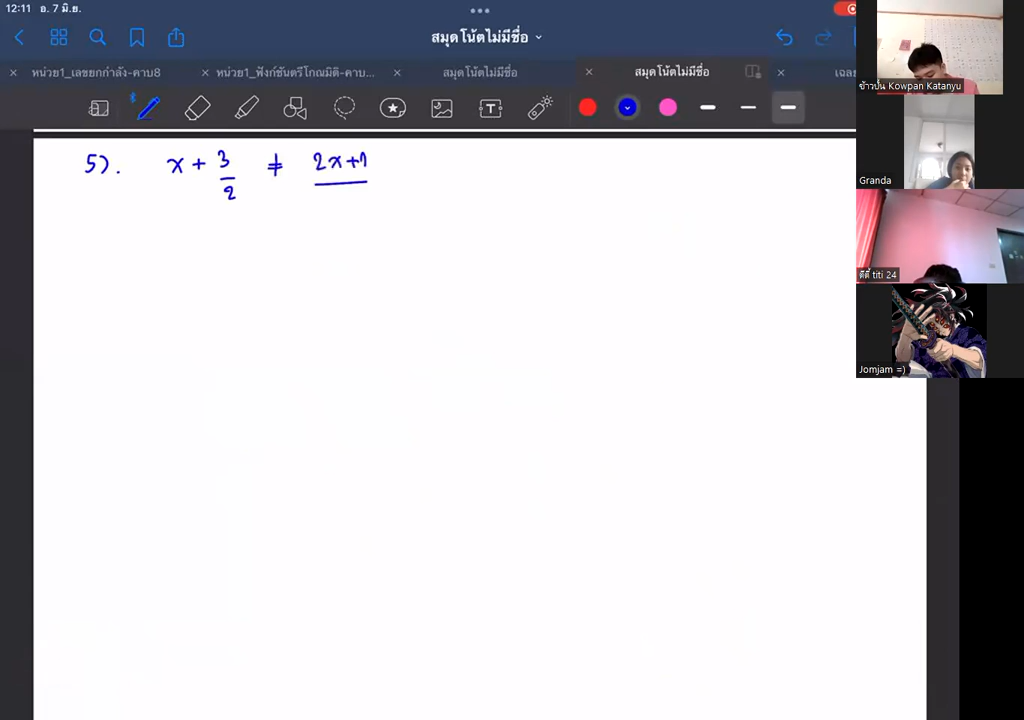 12:11 อ. 7 มิ.ย.
สมุดโน้ตไม่มีชื่อ
หน่วย1_เลขยกกำลัง-คาบ8
หน่วย1_ฟังก์ชันตรีโกณมิติ-คาบ...
สมุดโน้ตไม่มีชื่อ
สมุดโน้ตไม่มีชื่อ
เฉลย
5). x + 3/2 ≠ 2x+1
ข้าวปั้น Kowpan Katanyu
Granda
ตีตี้ titi 24
Jomjam =)